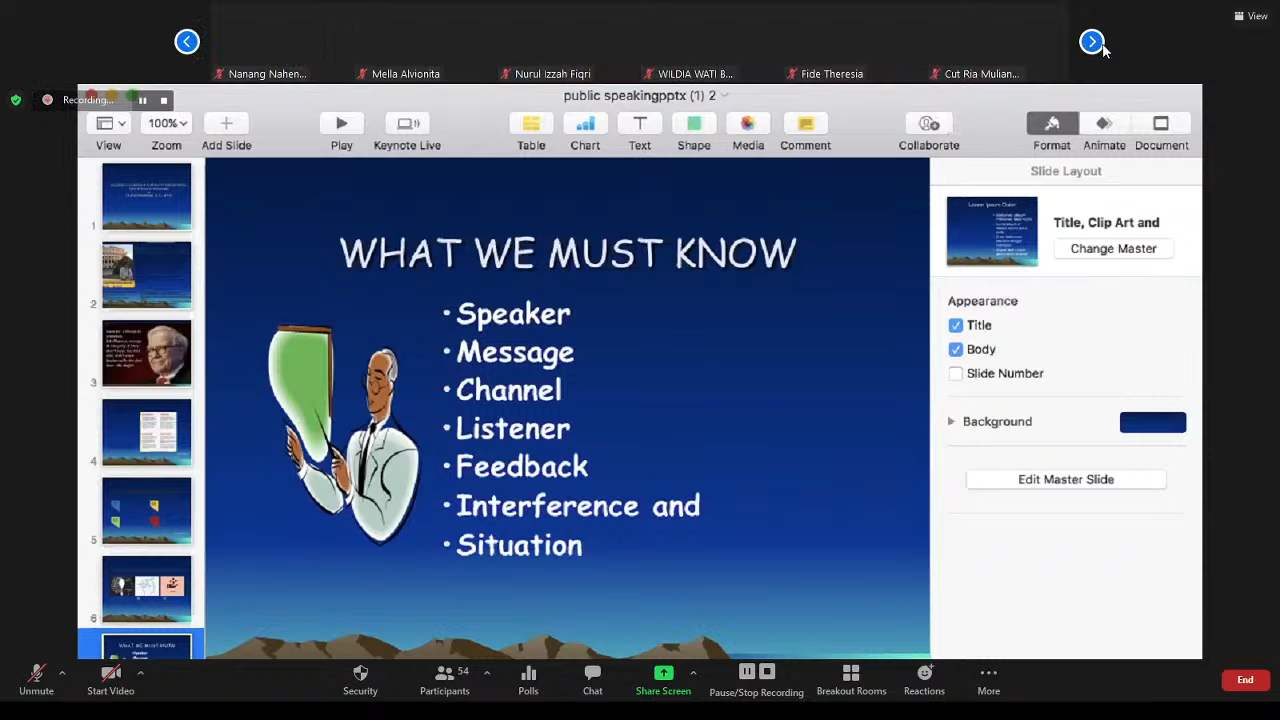 View
Nanang Nahen...
Mella Alvionita
Nurul Izzah Fiqri
WILDIA WATI B...
Fide Theresia
Cut Ria Mulian...
Recording...
public speakingpptx (1) 2
100%
View
Zoom
Add Slide
Play
Keynote Live
Table
Chart
Text
Shape
Media
Comment
Collaborate
Format
Animate
Document
Slide Layout
Title, Clip Art and
Change Master
Appearance
Title
Body
Slide Number
Background
Edit Master Slide
1
2
3
4
5
6
WHAT WE MUST KNOW
WHAT WE MUST KNOW
• Speaker
• Message
• Channel
• Listener
• Feedback
• Interference and
• Situation
Unmute
Start Video
Security
54
Participants
Polls
Chat
Share Screen
Pause/Stop Recording
Breakout Rooms
Reactions
More
End